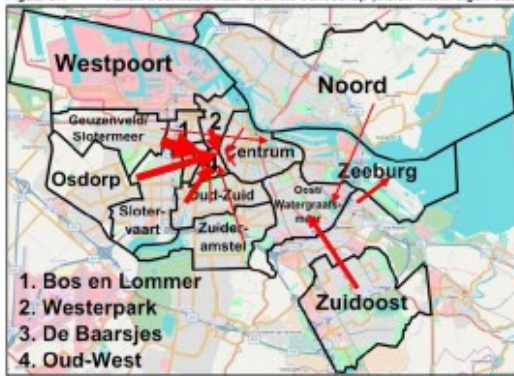 Westpoort
Noord
Geuzenveld/
Slotermeer
1
2
Centrum
Zeeburg
Osdorp
Oost/
Watergraafs-
meer
Oud-Zuid
Sloter-
vaart
Zuider-
amstel
Zuidoost
1. Bos en Lommer
2. Westerpark
3. De Baarsjes
4. Oud-West